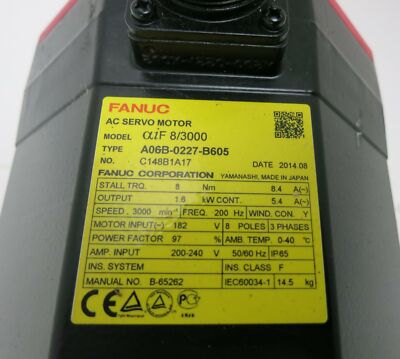 FANUC
AC SERVO MOTOR
MODEL αiF 8/3000
TYPE A06B-0227-B605
NO. C148B1A17 DATE 2014.08
FANUC CORPORATION YAMANASHI, MADE IN JAPAN
STALL TRQ. 8 Nm 8.4 A(~)
OUTPUT 1.6 kW CONT. 5.4 A(~)
SPEED 3000 min⁻¹ FREQ. 200 Hz WIND. CON. Y
MOTOR INPUT(~) 182 V 8 POLES 3 PHASES
POWER FACTOR 97 % AMB. TEMP. 0-40 ℃
AMP. INPUT 200-240 V 50/60 Hz IP65
INS. SYSTEM INS. CLASS F
MANUAL NO. B-65262 IEC60034-1 14.5 kg